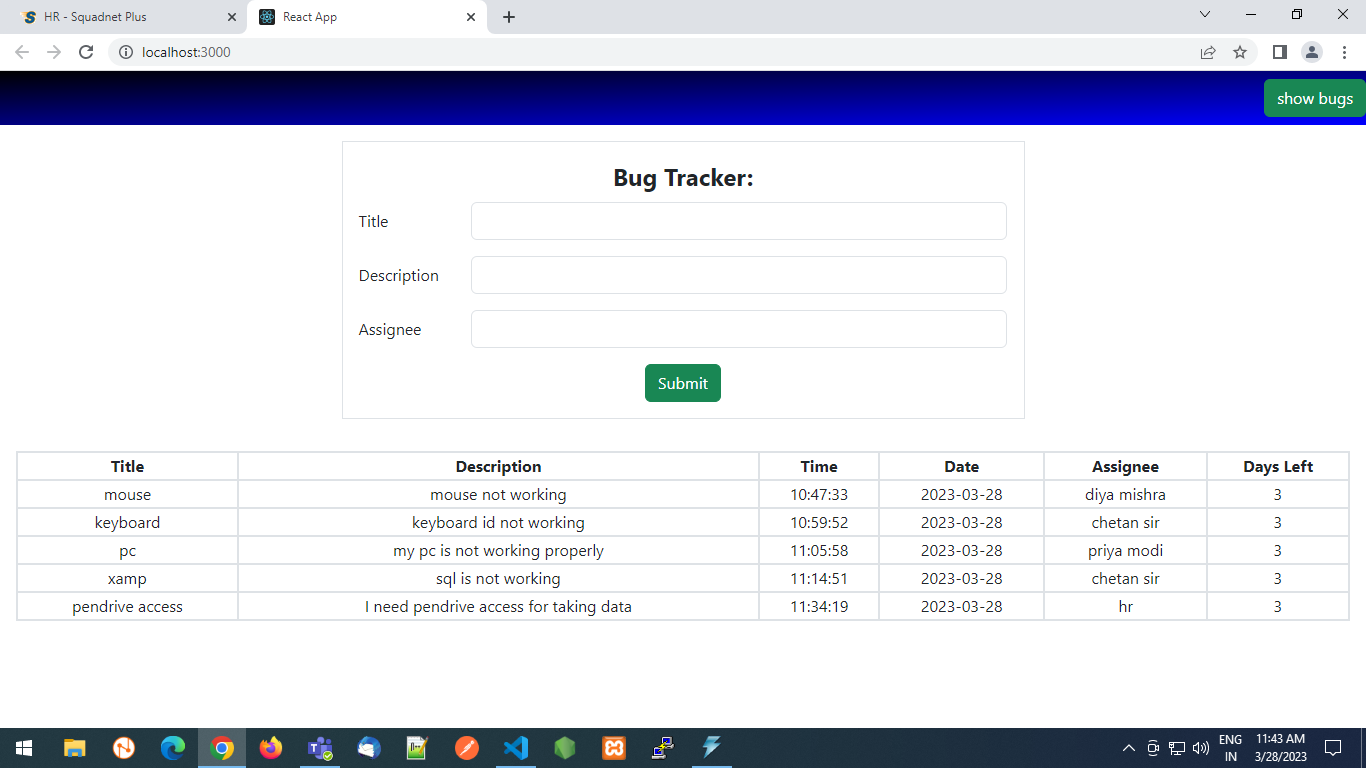 HR - Squadnet Plus
React App
localhost:3000
show bugs
Bug Tracker:
Title
Description
Assignee
Submit
Title Description Time Date Assignee Days Left
mouse mouse not working 10:47:33 2023-03-28 diya mishra 3
keyboard keyboard id not working 10:59:52 2023-03-28 chetan sir 3
pc my pc is not working properly 11:05:58 2023-03-28 priya modi 3
xamp sql is not working 11:14:51 2023-03-28 chetan sir 3
pendrive access I need pendrive access for taking data 11:34:19 2023-03-28 hr 3
ENG 11:43 AM
IN 3/28/2023